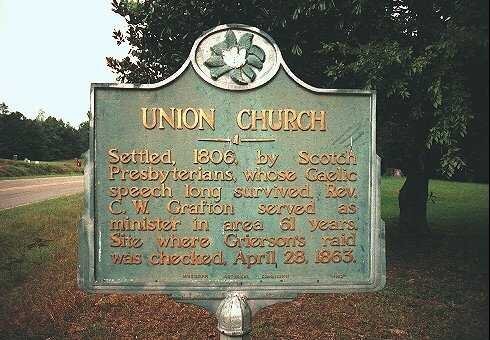 UNION CHURCH
Settled, 1806, by Scotch
Presbyterians, whose Gaelic
speech long survived. Rev.
C. W. Grafton served as
minister in area 61 years.
Site where Grierson's raid
was checked, April 28, 1863.